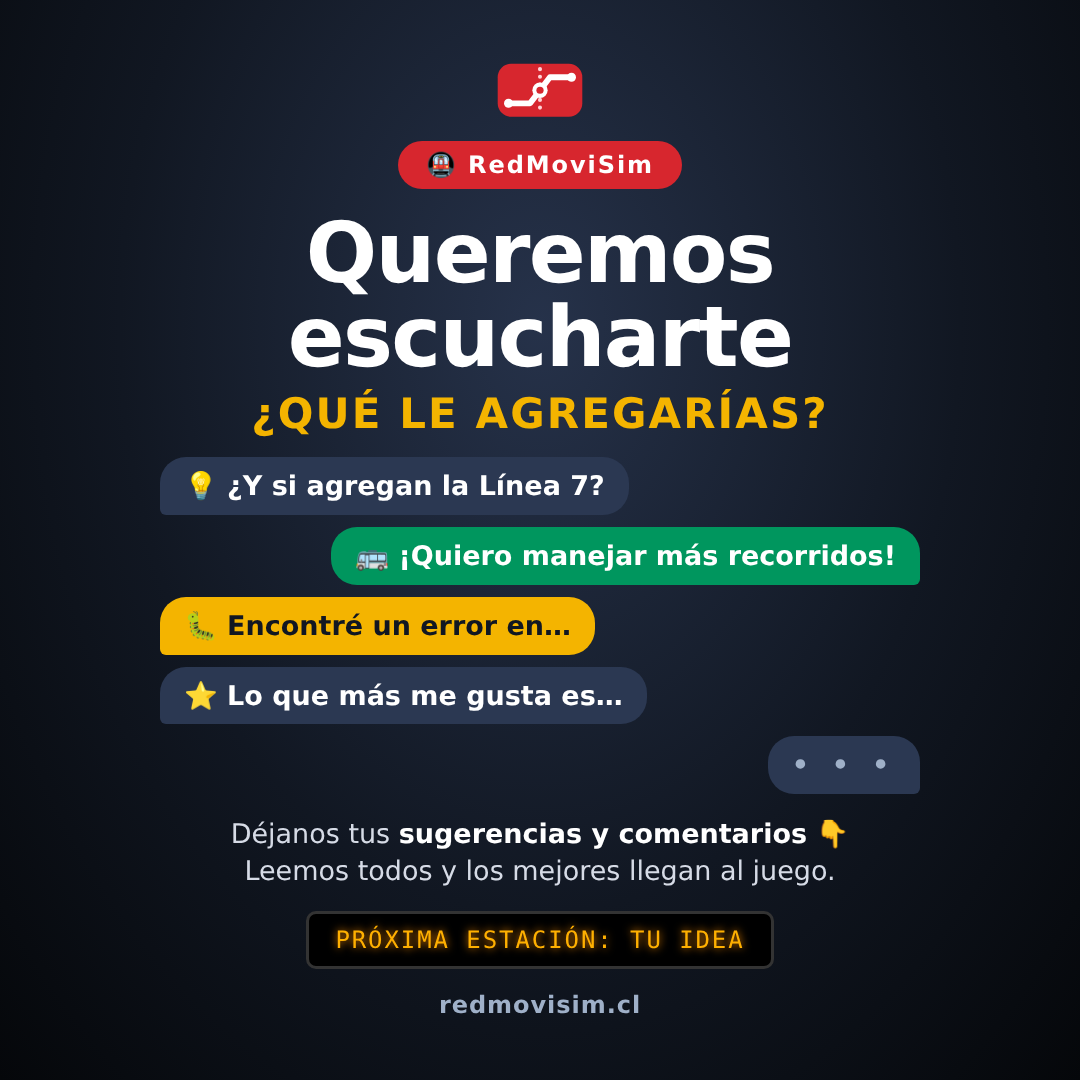 🚇 RedMoviSim
Queremos
escucharte
¿QUÉ LE AGREGARÍAS?
💡 ¿Y si agregan la Línea 7?
🚌 ¡Quiero manejar más recorridos!
🐛 Encontré un error en...
⭐ Lo que más me gusta es...
• • •
Déjanos tus sugerencias y comentarios 👇
Leemos todos y los mejores llegan al juego.
PRÓXIMA ESTACIÓN: TU IDEA
redmovisim.cl